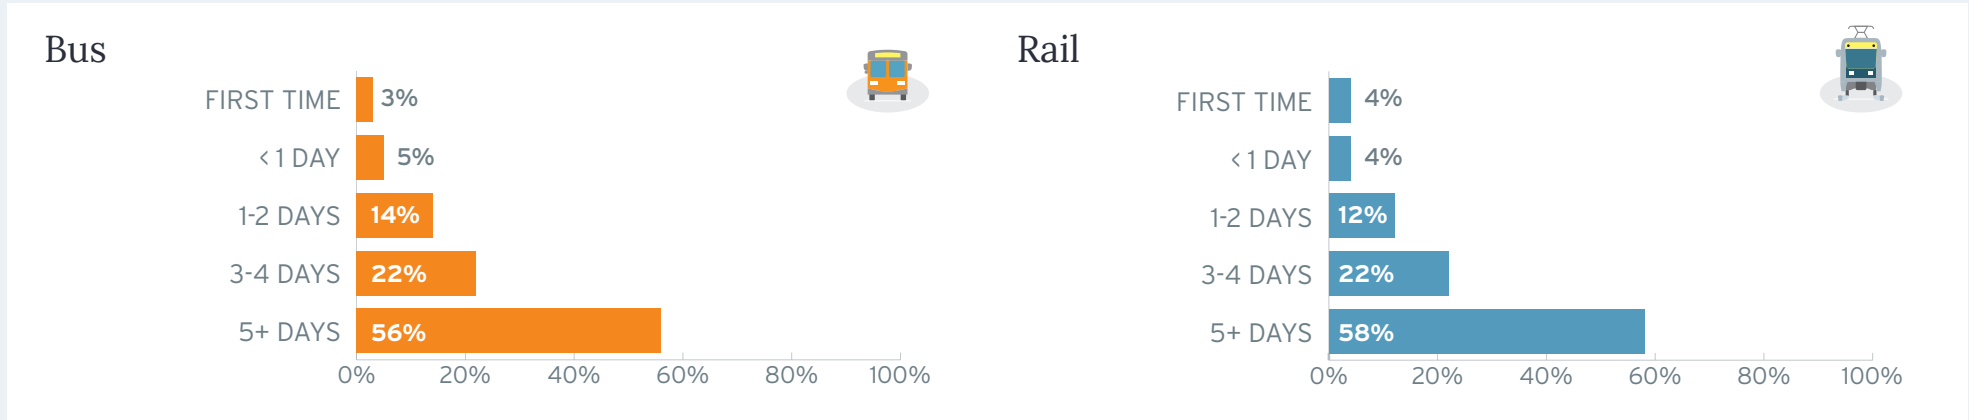 Bus
FIRST TIME 3%
< 1 DAY 5%
1-2 DAYS 14%
3-4 DAYS 22%
5+ DAYS 56%
0% 20% 40% 60% 80% 100%
Rail
FIRST TIME 4%
< 1 DAY 4%
1-2 DAYS 12%
3-4 DAYS 22%
5+ DAYS 58%
0% 20% 40% 60% 80% 100%